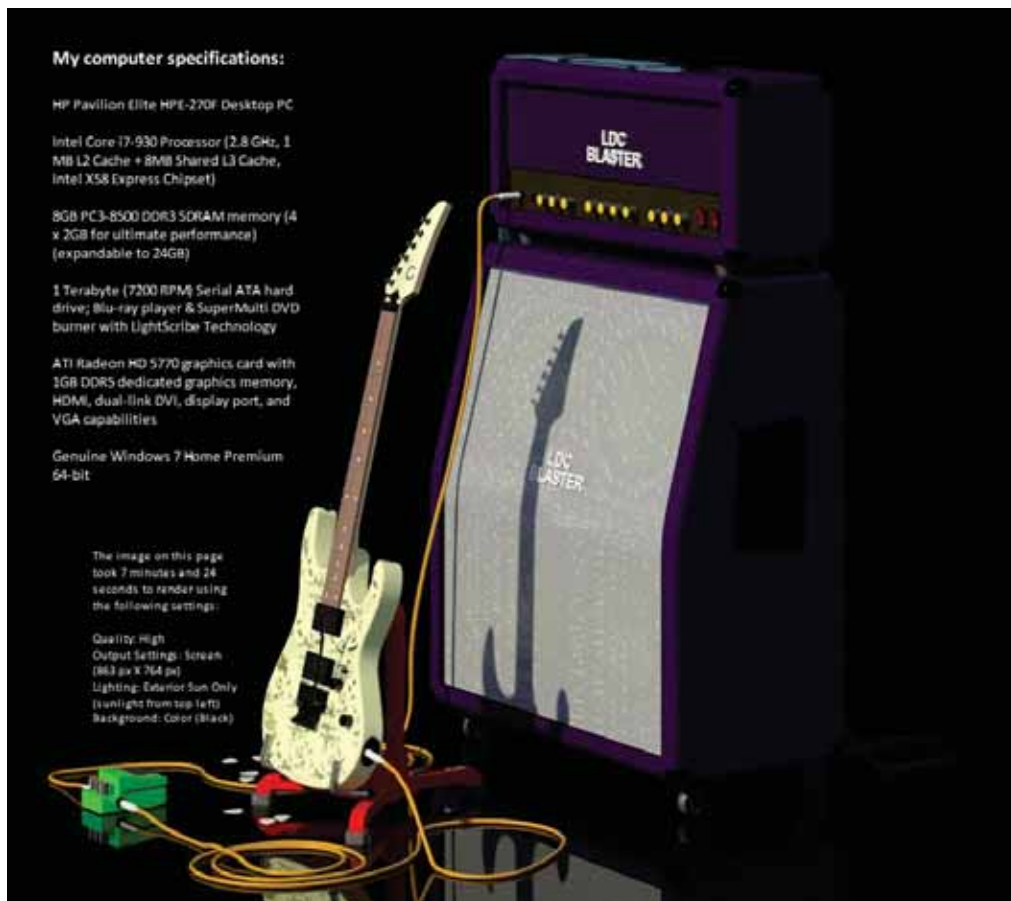 My computer specifications:
HP Pavilion Elite HPE-270F Desktop PC
Intel Core i7-930 Processor (2.8 GHz, 1
MB L2 Cache + 8MB Shared L3 Cache,
Intel X58 Express Chipset)
8GB PC3-8500 DDR3 SDRAM memory (4
x 2GB for ultimate performance)
(expandable to 24GB)
1 Terabyte (7200 RPM) Serial ATA hard
drive; Blu-ray player & SuperMulti DVD
burner with LightScribe Technology
ATI Radeon HD 5770 graphics card with
1GB DDR5 dedicated graphics memory,
HDMI, dual-link DVI, display port, and
VGA capabilities
Genuine Windows 7 Home Premium
64-bit
The image on this page
took 7 minutes and 24
seconds to render using
the following settings:
Quality: High
Output Settings: Screen
(863 px X 764 px)
Lighting: Exterior Sun Only
(sunlight from top left)
Background: Color (Black)
LDC
BLASTER
LDC
BLASTER